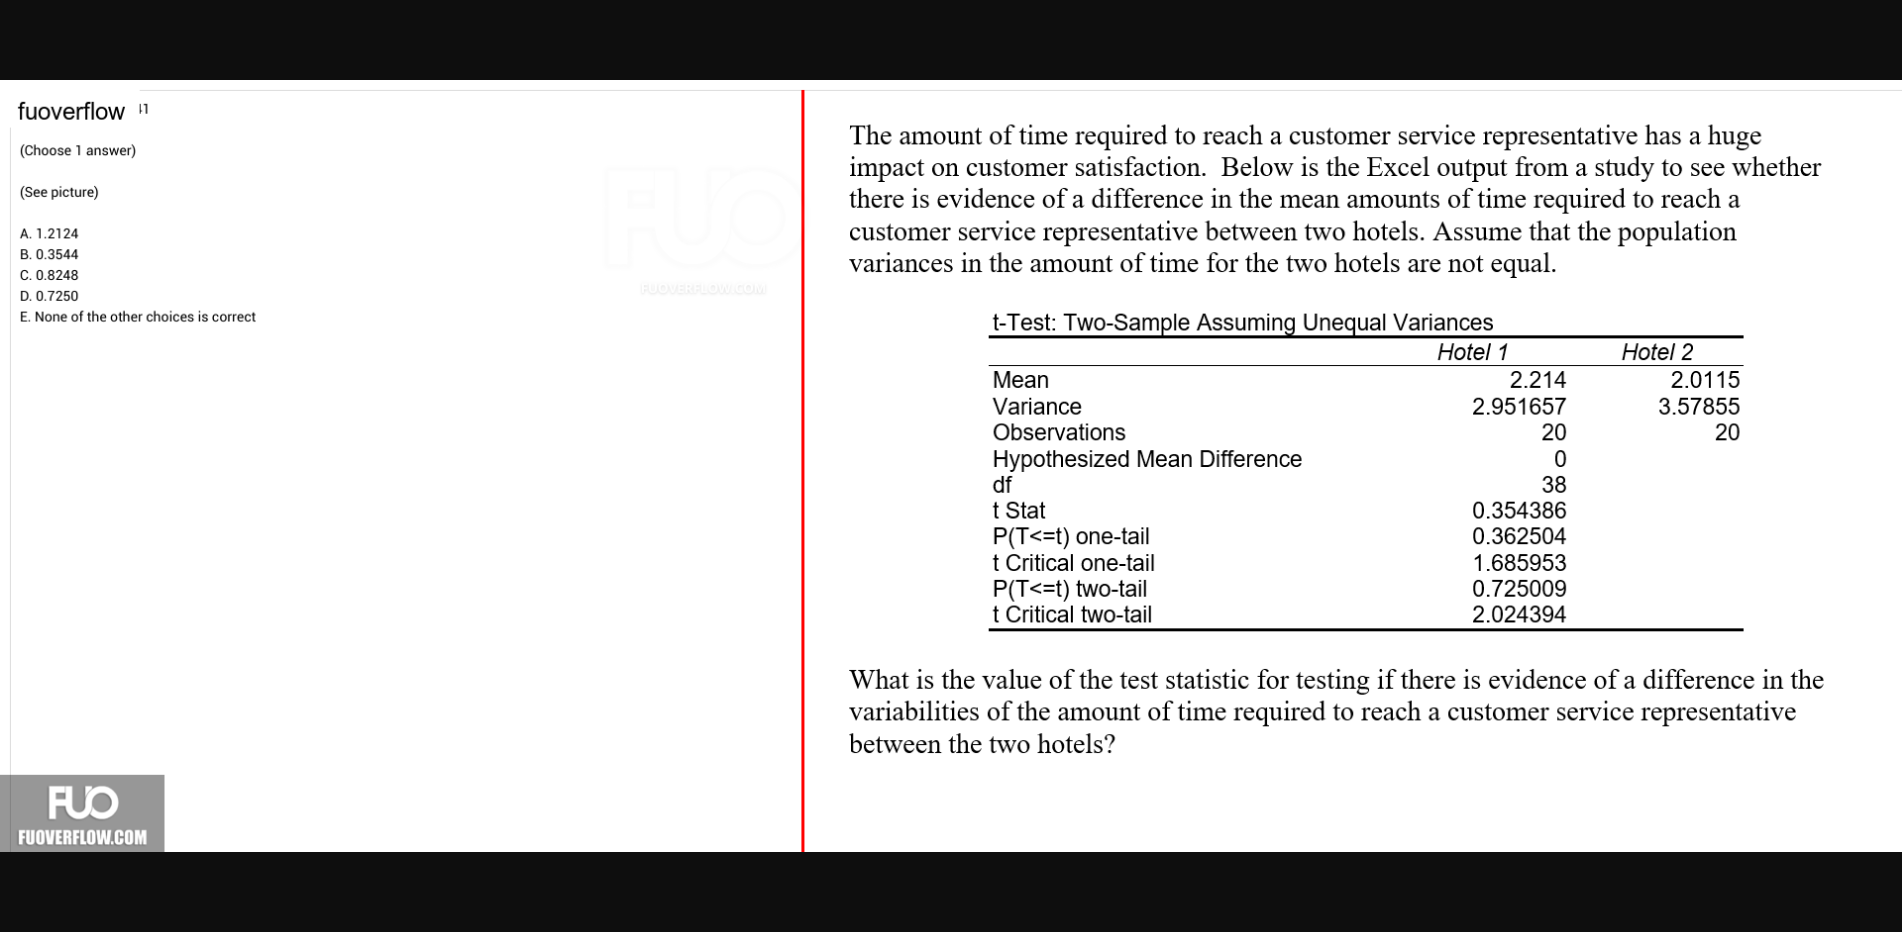 fuoverflow 41
(Choose 1 answer)
(See picture)
A. 1.2124
B. 0.3544
C. 0.8248
D. 0.7250
E. None of the other choices is correct
FUO
FUOVERFLOW.COM
FUO
FUOVERFLOW.COM
The amount of time required to reach a customer service representative has a huge
impact on customer satisfaction.  Below is the Excel output from a study to see whether
there is evidence of a difference in the mean amounts of time required to reach a
customer service representative between two hotels. Assume that the population
variances in the amount of time for the two hotels are not equal.
t-Test: Two-Sample Assuming Unequal Variances
Hotel 1 Hotel 2
Mean 2.214 2.0115
Variance 2.951657 3.57855
Observations 20 20
Hypothesized Mean Difference 0
df 38
t Stat 0.354386
P(T<=t) one-tail 0.362504
t Critical one-tail 1.685953
P(T<=t) two-tail 0.725009
t Critical two-tail 2.024394
What is the value of the test statistic for testing if there is evidence of a difference in the
variabilities of the amount of time required to reach a customer service representative
between the two hotels?